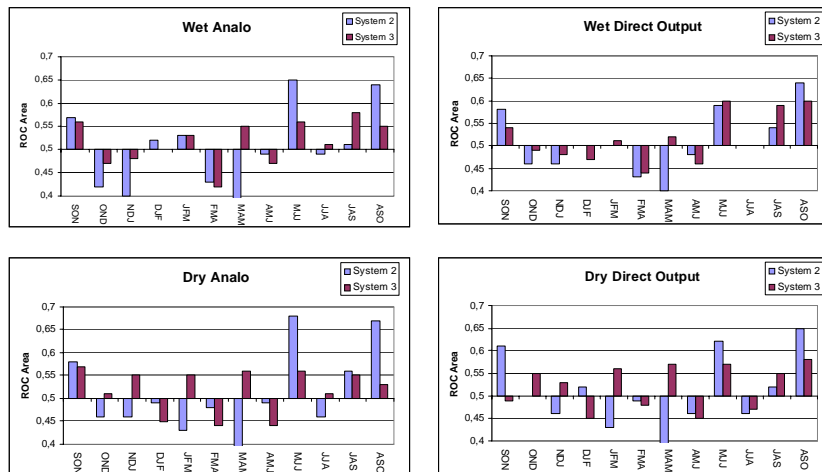 Wet Analo
System 2
System 3
ROC Area
0,7
0,65
0,6
0,55
0,5
0,45
0,4
SON
OND
NDJ
DJF
JFM
FMA
MAM
AMJ
MJJ
JJA
JAS
ASO
Wet Direct Output
System 2
System 3
ROC Area
0,7
0,65
0,6
0,55
0,5
0,45
0,4
SON
OND
NDJ
DJF
JFM
FMA
MAM
AMJ
MJJ
JJA
JAS
ASO
Dry Analo
System 2
System 3
ROC Area
0,7
0,65
0,6
0,55
0,5
0,45
0,4
SON
OND
NDJ
DJF
JFM
FMA
MAM
AMJ
MJJ
JJA
JAS
ASO
Dry Direct Output
System 2
System 3
ROC Area
0,7
0,65
0,6
0,55
0,5
0,45
0,4
SON
OND
NDJ
DJF
JFM
FMA
MAM
AMJ
MJJ
JJA
JAS
ASO